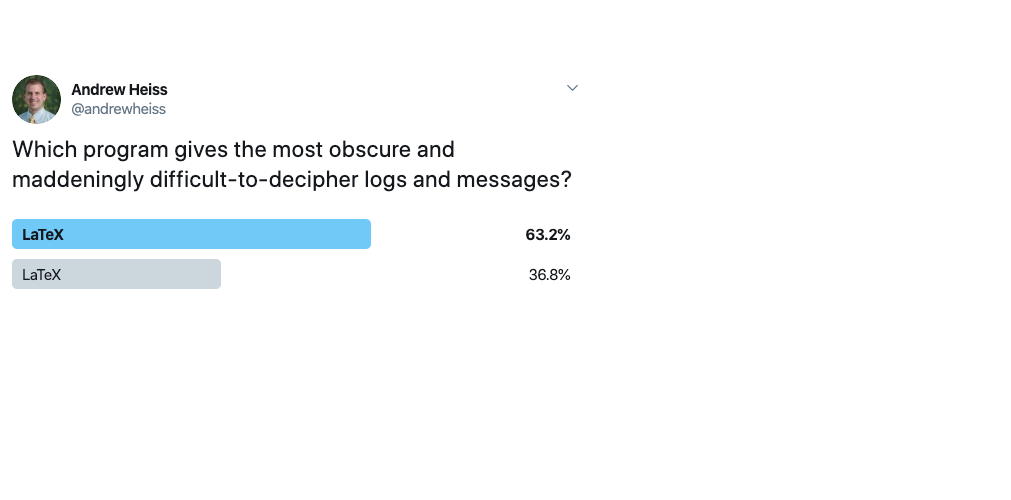 Andrew Heiss
@andrewheiss
Which program gives the most obscure and
maddeningly difficult-to-decipher logs and messages?
LaTeX 63.2%
LaTeX 36.8%